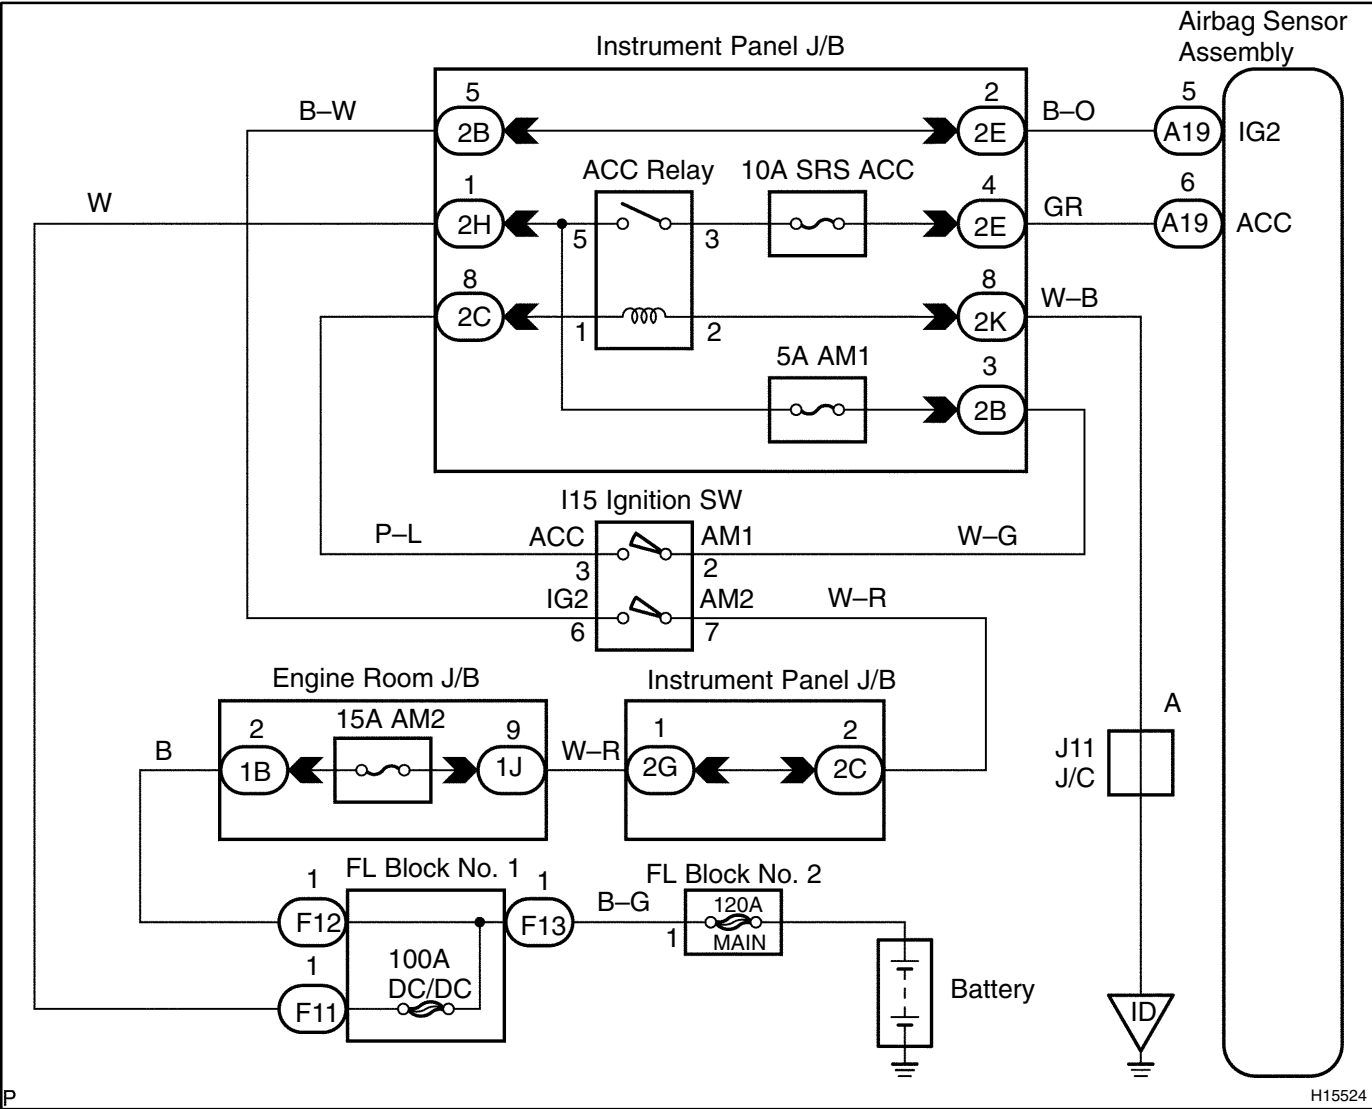 Airbag Sensor
Assembly
Instrument Panel J/B
5
2
5
B–W
2B
2E
B–O
A19
IG2
ACC Relay
10A SRS ACC
1
4
6
W
2H
5
3
2E
GR
A19
ACC
8
8
2C
1
2
2K
W–B
5A AM1
3
2B
I15 Ignition SW
P–L
ACC
AM1
W–G
3
2
IG2
AM2
W–R
6
7
Engine Room J/B
Instrument Panel J/B
15A AM2
2
9
1
2
A
B
1B
1J
W–R
2G
2C
J11
J/C
FL Block No. 1
FL Block No. 2
1
1
B–G
120A
F12
F13
1
MAIN
1
100A
DC/DC
F11
Battery
ID
P
H15524